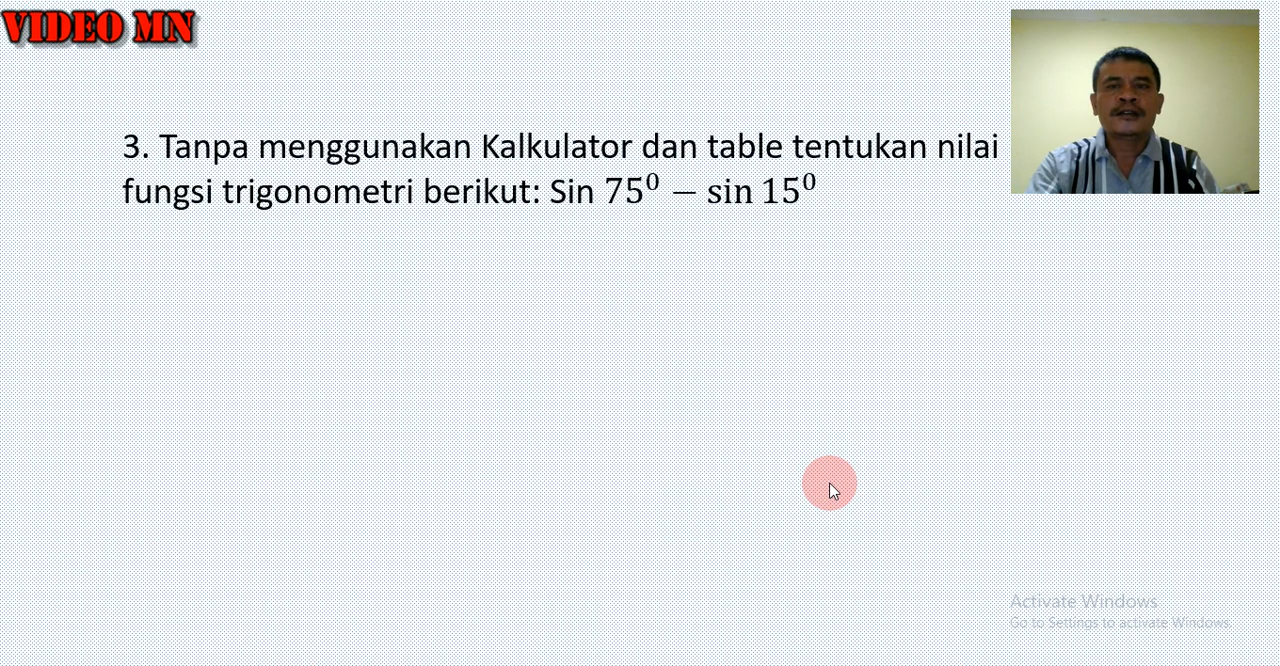 VIDEO MN
3. Tanpa menggunakan Kalkulator dan table tentukan nilai
fungsi trigonometri berikut: Sin 75⁰ − sin 15⁰
Activate Windows
Go to Settings to activate Windows.